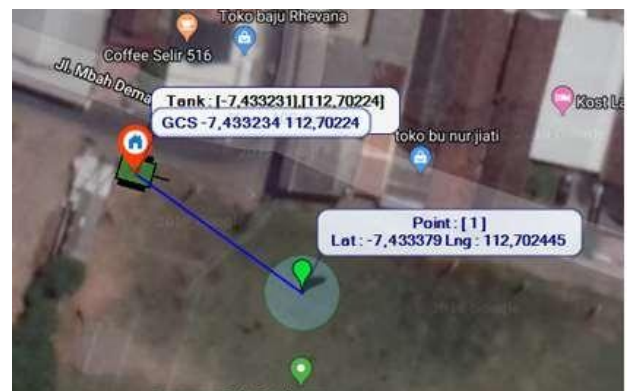 Toko baju Rhevana
Coffee Selir 516
Jl. Mbah Dema
Tank : [-7,433231],[112,70224]
GCS -7,433234 112,70224
Kost La
toko bu nur jiati
Point : [ 1 ]
Lat : -7,433379 Lng : 112,702445